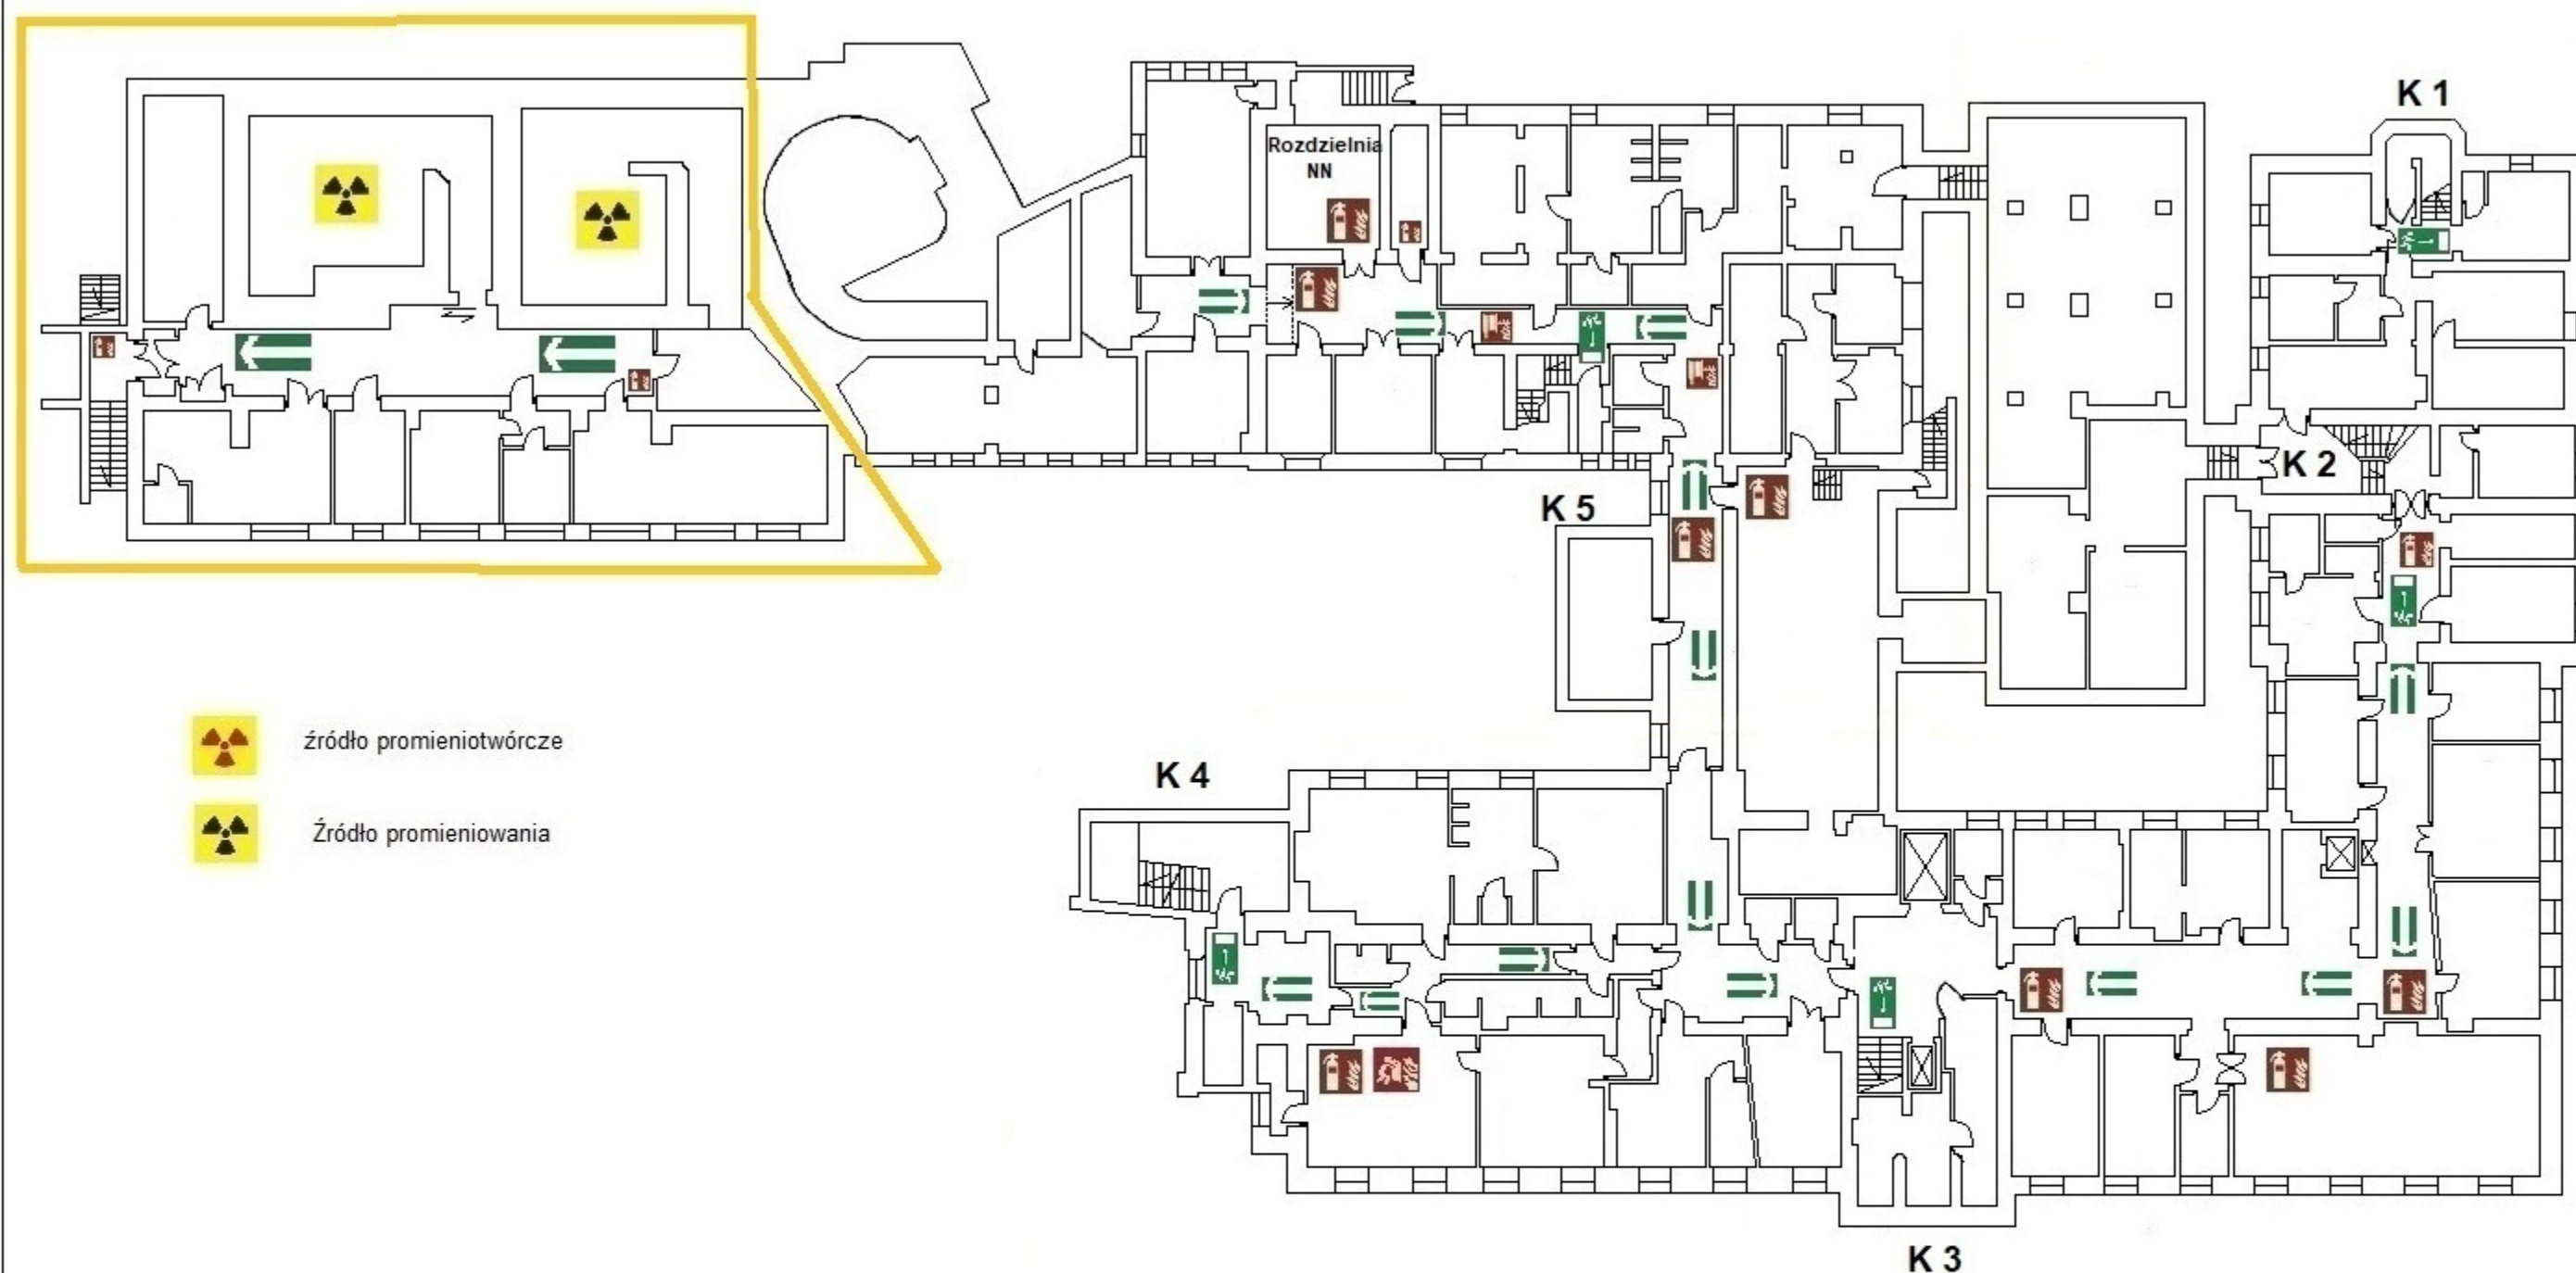 K 1
Rozdzielnia
NN
K 2
K 5
źródło promieniotwórcze
K 4
Źródło promieniowania
K 3